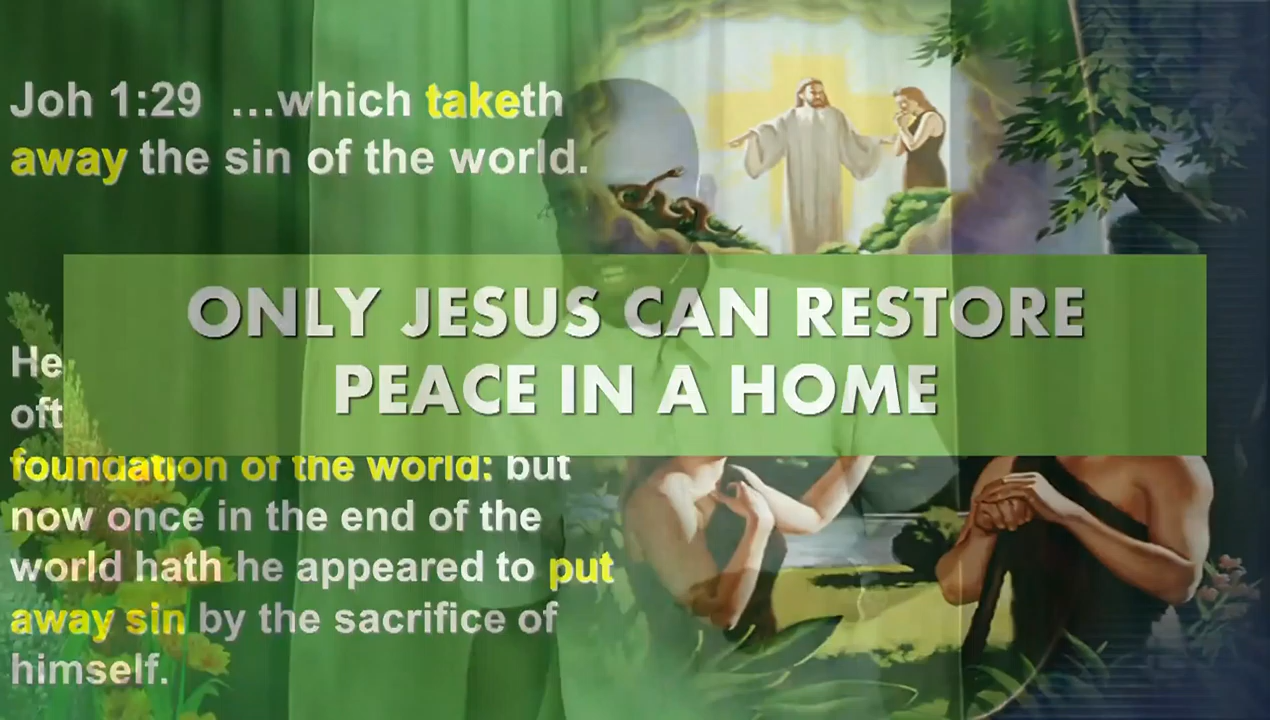 Joh 1:29 ...which taketh
away the sin of the world.
ONLY JESUS CAN RESTORE
PEACE IN A HOME
He
oft
foundation of the world: but
now once in the end of the
world hath he appeared to put
away sin by the sacrifice of
himself.